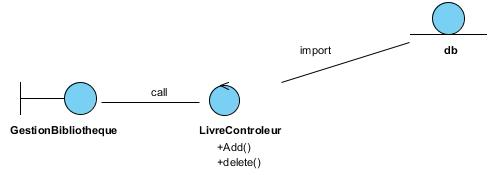 import
db
call
GestionBibliotheque
LivreControleur
+Add()
+delete()